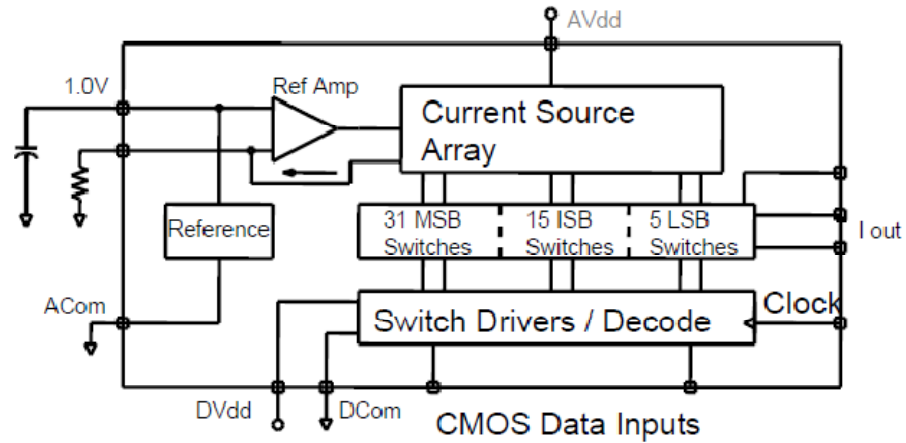 AVdd
1.0V
Ref Amp
Current Source
Array
31 MSB
Switches
15 ISB
Switches
5 LSB
Switches
I out
Reference
ACom
Switch Drivers / Decode
Clock
DVdd
DCom
CMOS Data Inputs